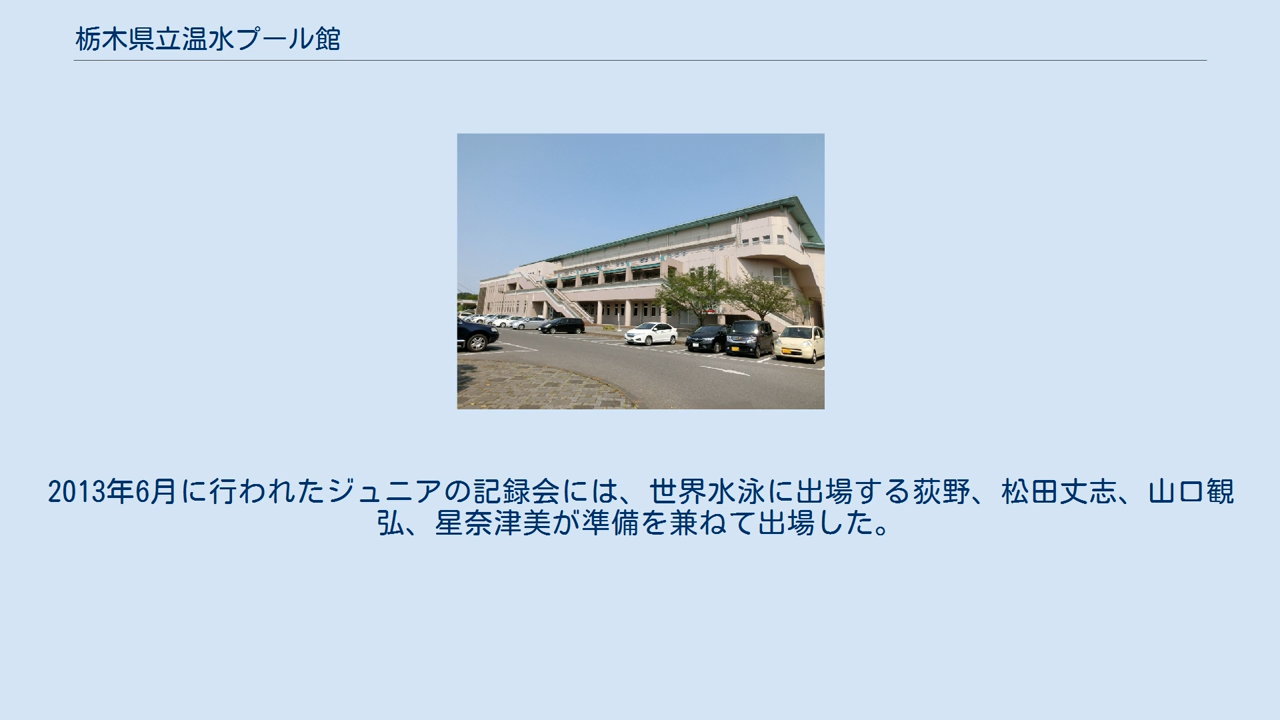 栃木県立温水プール館
2013年6月に行われたジュニアの記録会には、世界水泳に出場する荻野、松田丈志、山口観
弘、星奈津美が準備を兼ねて出場した。